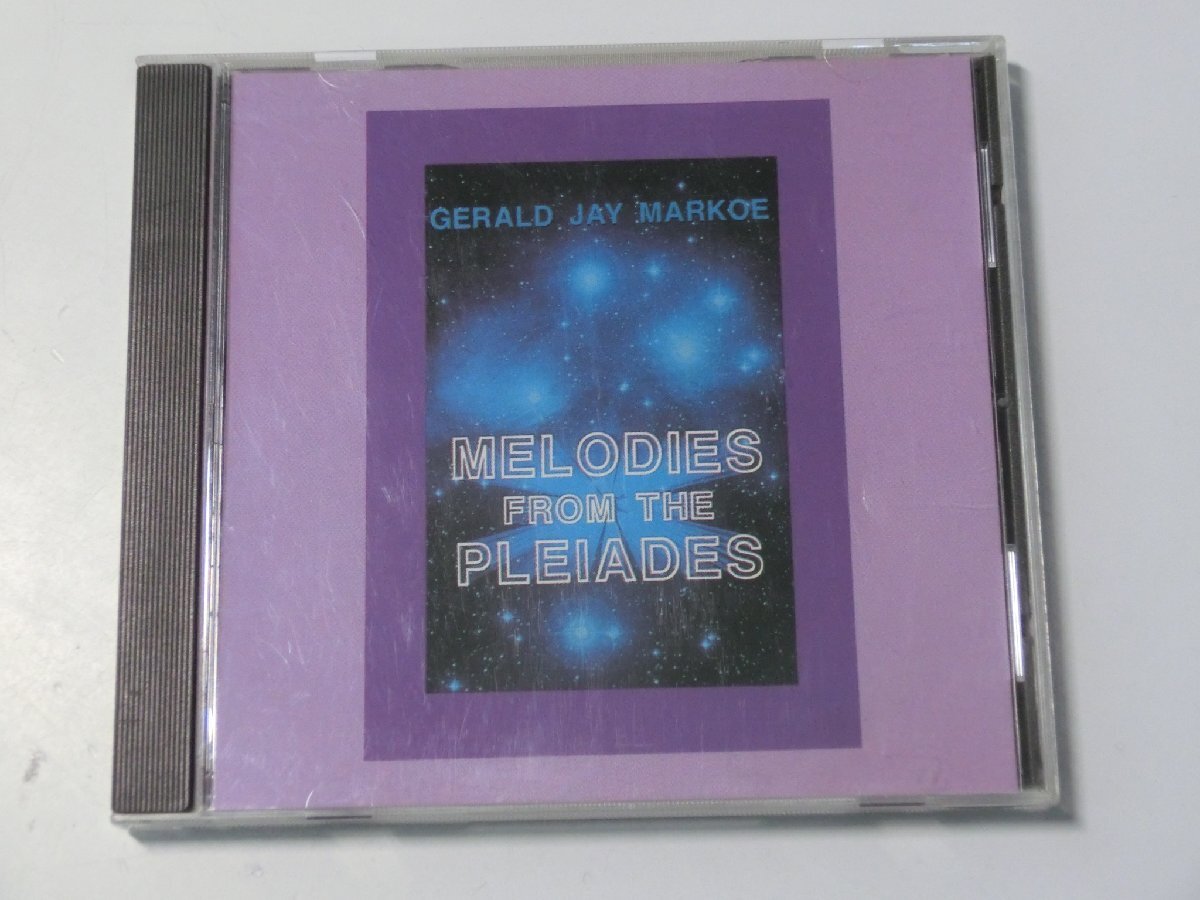 GERALD JAY MARKOE
MELODIES
FROM THE
PLEIADES